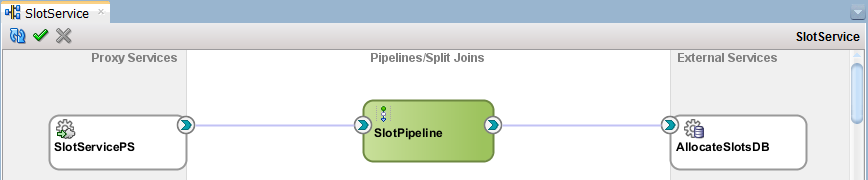 SlotService
SlotService
Proxy Services
Pipelines/Split Joins
External Services
SlotServicePS
SlotPipeline
AllocateSlotsDB